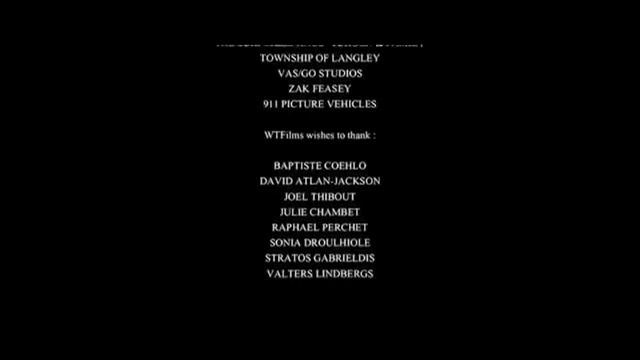 TOWNSHIP OF LANGLEY
VAS/GO STUDIOS
ZAK FEASEY
911 PICTURE VEHICLES
WTFilms wishes to thank :
BAPTISTE COEHLO
DAVID ATLAN-JACKSON
JOEL THIBOUT
JULIE CHAMBET
RAPHAEL PERCHET
SONIA DROULHIOLE
STRATOS GABRIELDIS
VALTERS LINDBERGS